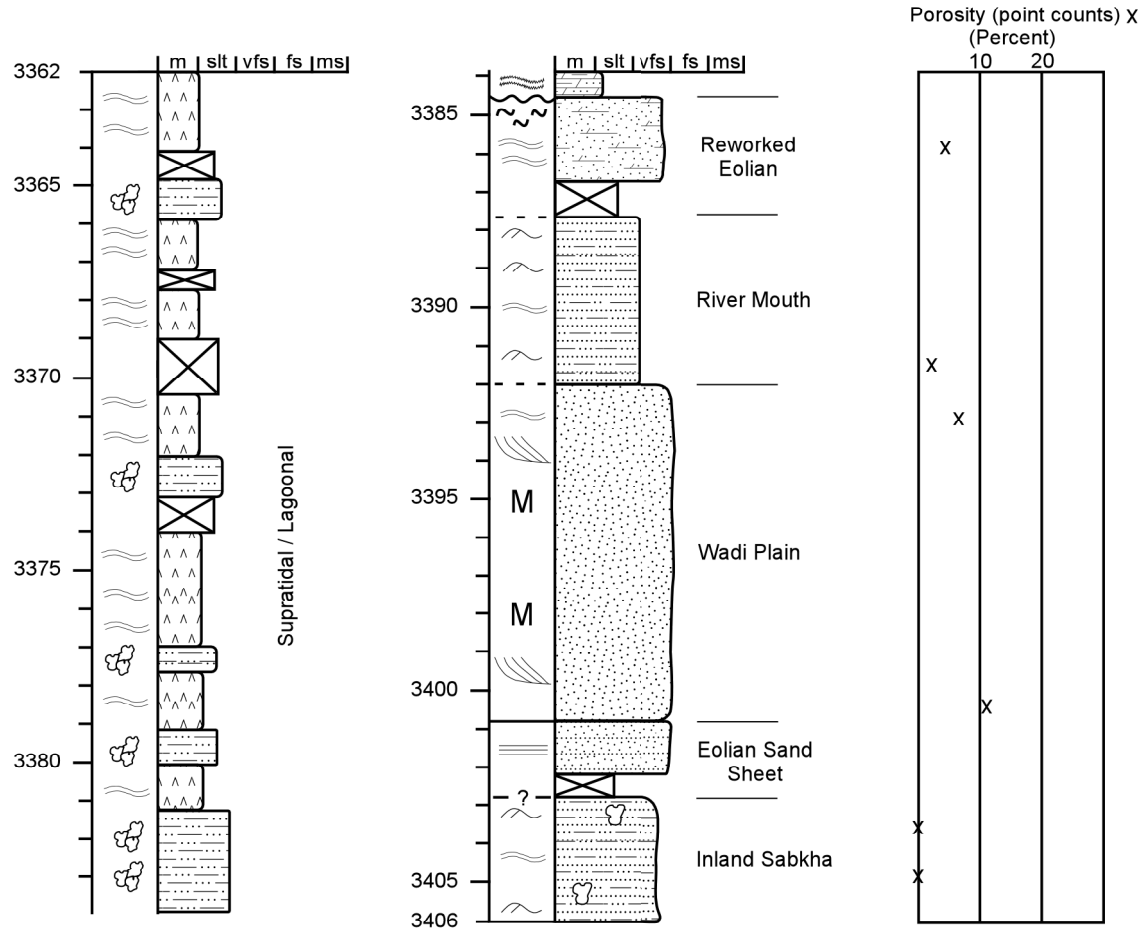 Porosity (point counts) x
(Percent)
10 20
m slt vfs fs ms
3362
3365
3370
3375
3380
Supratidal / Lagoonal
m slt vfs fs ms
3385
3390
3395
3400
3405
3406
M
M
?
Reworked
Eolian
River Mouth
Wadi Plain
Eolian Sand
Sheet
Inland Sabkha
x
x
x
x
x
x